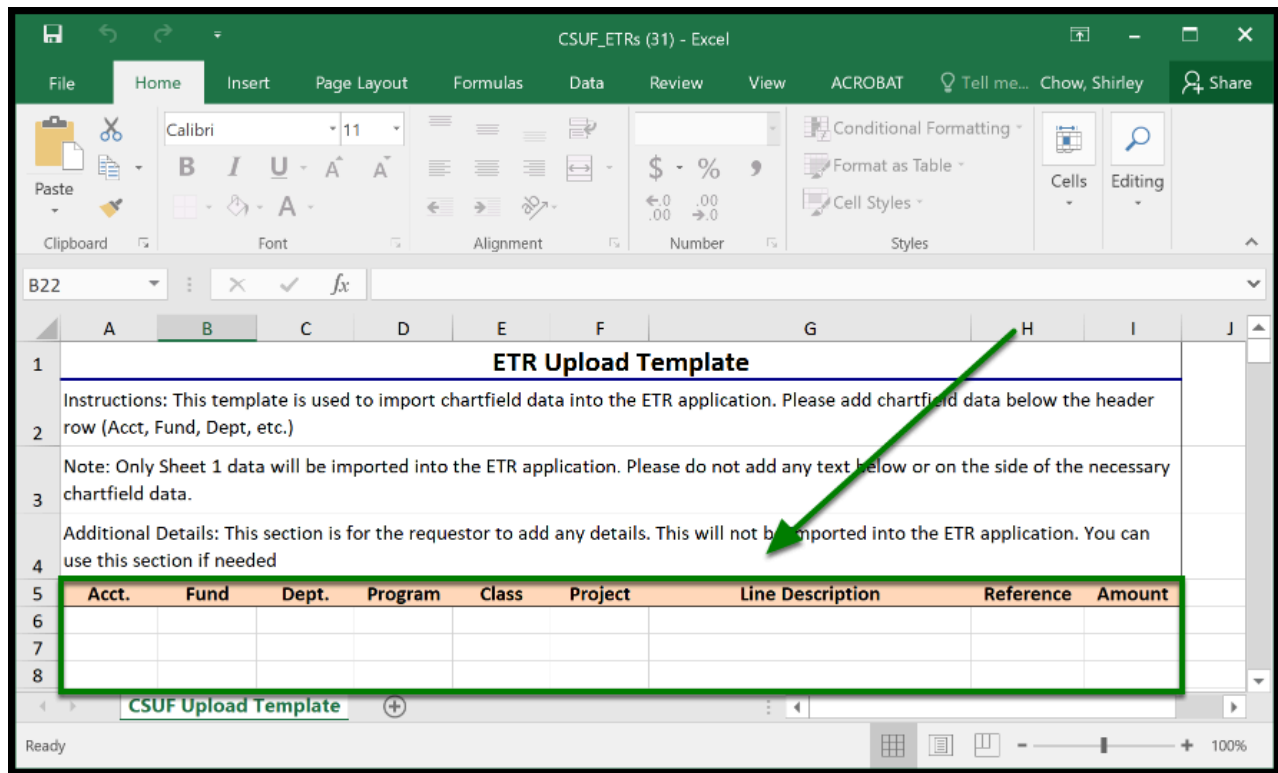 CSUF_ETRs (31) - Excel
File Home Insert Page Layout Formulas Data Review View ACROBAT Tell me... Chow, Shirley Share
Calibri 11 Conditional Formatting
B I U A A $ % Format as Table
Paste Cells Editing
A .0 .00 Cell Styles
.00 .0
Clipboard Font Alignment Number Styles
B22 fx
A B C D E F G H I J
1 ETR Upload Template
Instructions: This template is used to import chartfield data into the ETR application. Please add chartfield data below the header
2 row (Acct, Fund, Dept, etc.)
Note: Only Sheet 1 data will be imported into the ETR application. Please do not add any text below or on the side of the necessary
3 chartfield data.
Additional Details: This section is for the requestor to add any details. This will not be imported into the ETR application. You can
4 use this section if needed
5 Acct. Fund Dept. Program Class Project Line Description Reference Amount
6
7
8
CSUF Upload Template
Ready 100%